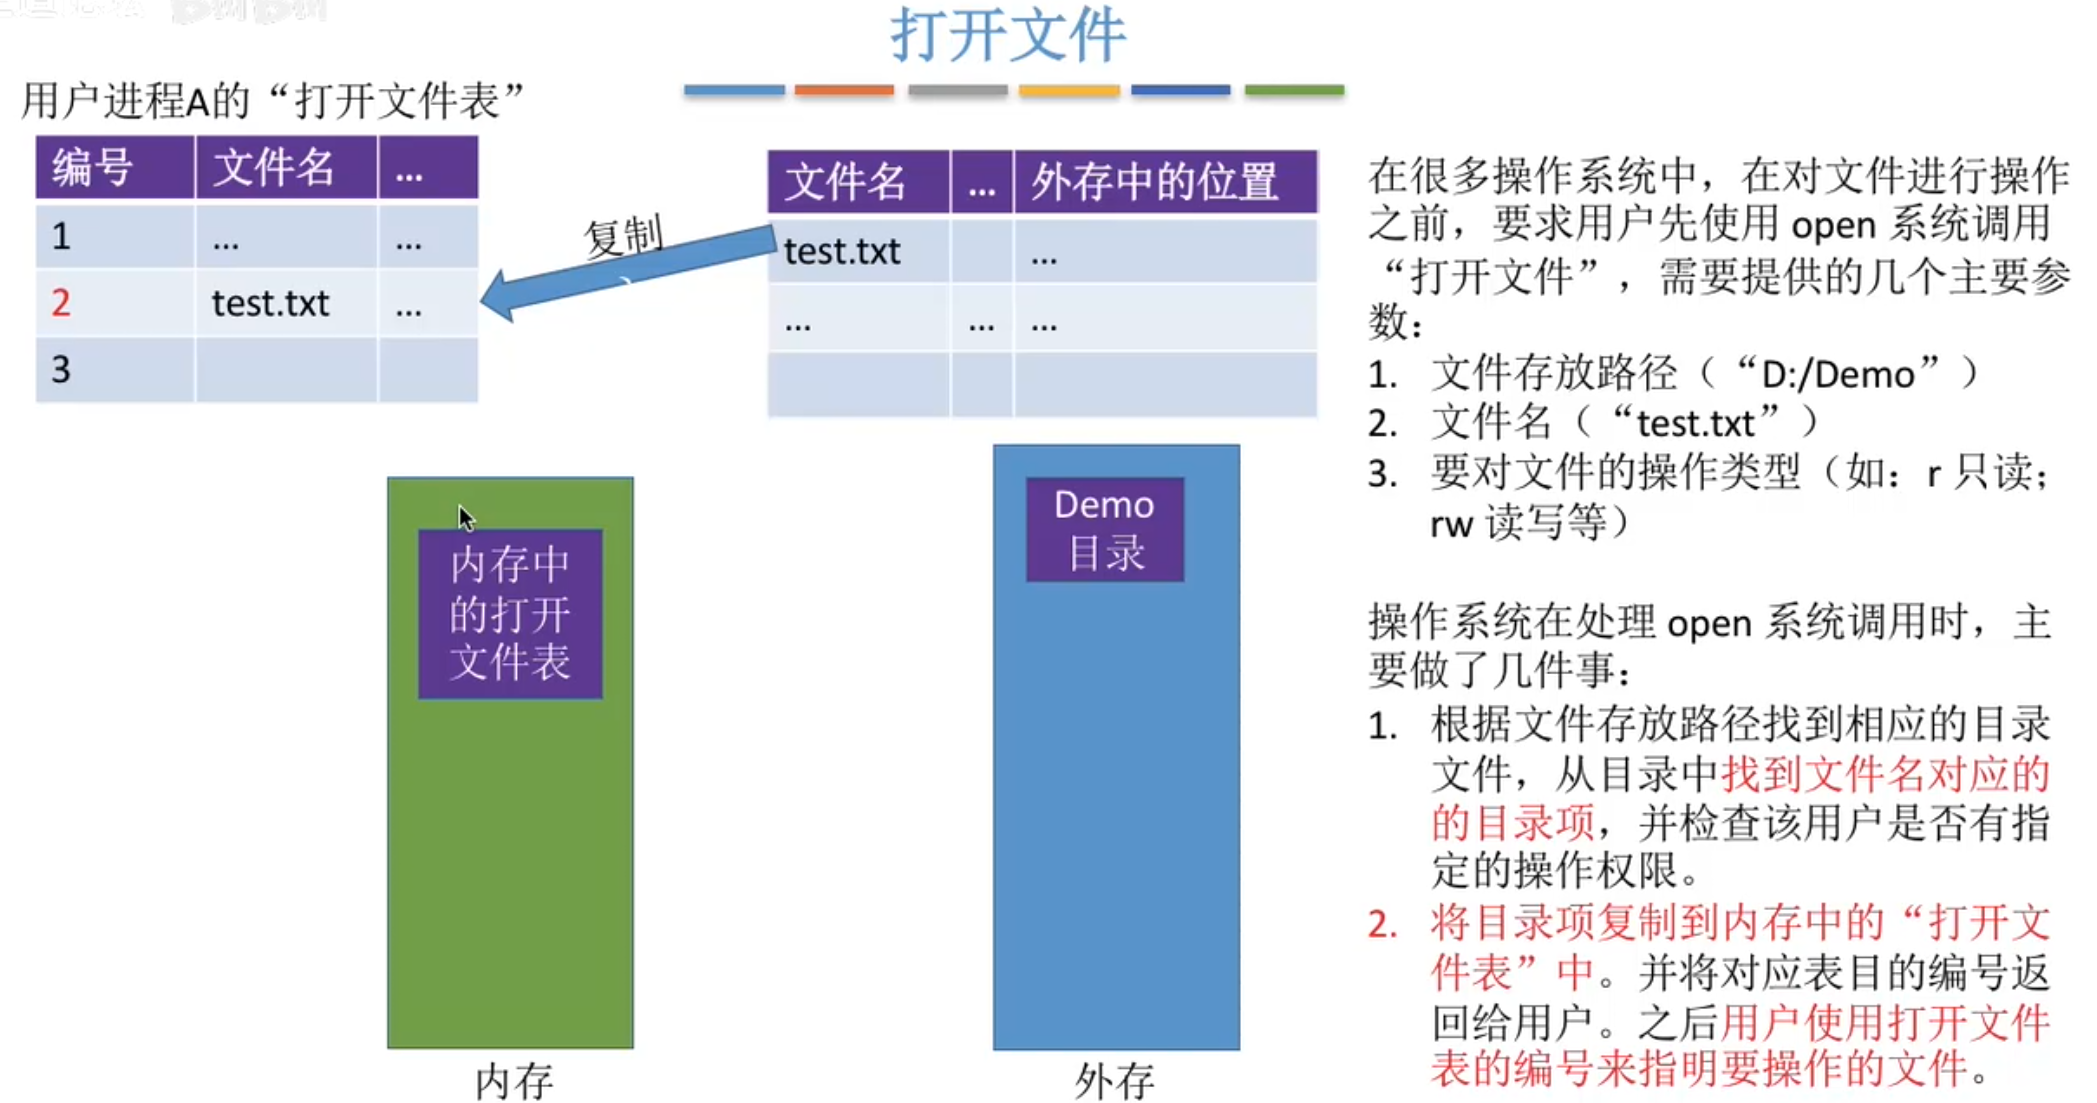 打开文件
用户进程A的“打开文件表”
编号 文件名 ...
1 ... ...
2 test.txt ...
3
复制
文件名 ... 外存中的位置
test.txt ...
... ... ...
内存中
的打开
文件表
内存
Demo
目录
外存
在很多操作系统中，在对文件进行操作
之前，要求用户先使用 open 系统调用
“打开文件”，需要提供的几个主要参
数：
1. 文件存放路径（“D:/Demo”）
2. 文件名（“test.txt”）
3. 要对文件的操作类型（如：r 只读；
rw 读写等）
操作系统在处理 open 系统调用时，主
要做了几件事：
1. 根据文件存放路径找到相应的目录
文件，从目录中找到文件名对应的
的目录项，并检查该用户是否有指
定的操作权限。
2. 将目录项复制到内存中的“打开文
件表”中。并将对应表目的编号返
回给用户。之后用户使用打开文件
表的编号来指明要操作的文件。